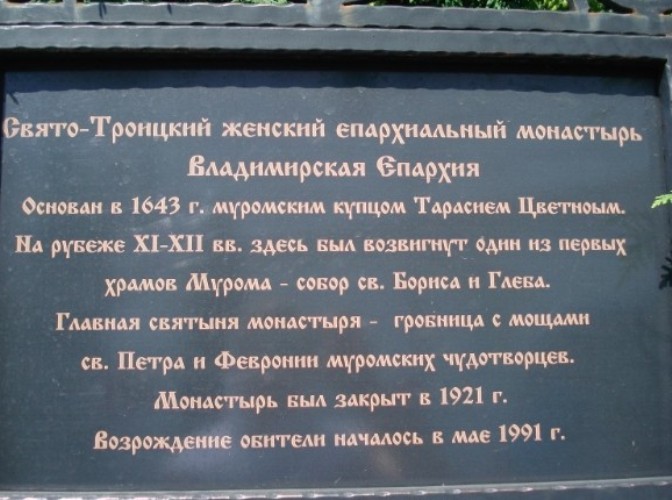 Свято-Троицкий женский епархиальный монастырь
Владимирская Епархия
Основан в 1643 г. муромским купцом Тарасием Цветноым.
На рубеже XI-XII вв. здесь был возвигнут один из первых
храмов Мурома - собор св. Бориса и Глеба.
Главная святыня монастыря - гробница с мощами
св. Петра и Февронии муромских чудотворцев.
Монастырь был закрыт в 1921 г.
Возрождение обители началось в мае 1991 г.